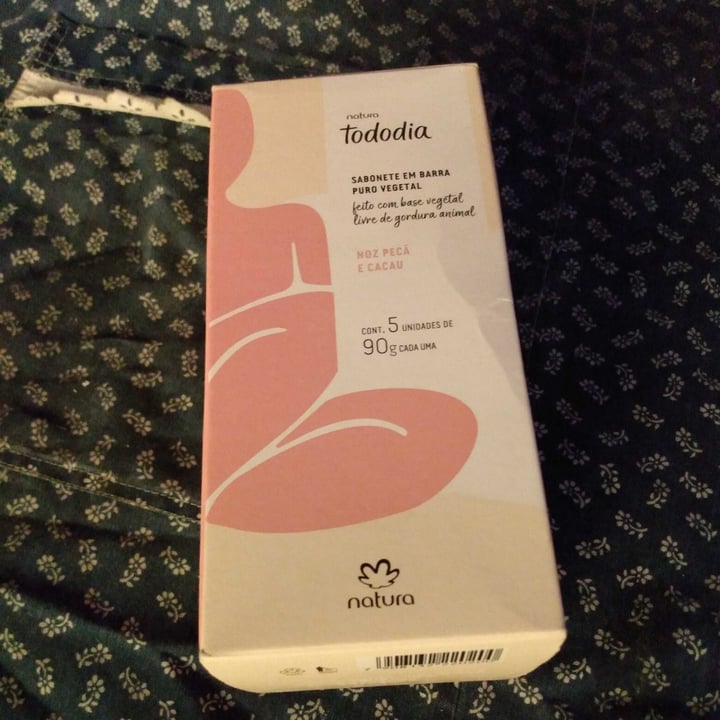 natura
tododia
SABONETE EM BARRA
PURO VEGETAL
feito com base vegetal
livre de gordura animal
NOZ PECÃ
E CACAU
CONT. 5 UNIDADES DE
90g CADA UMA
natura